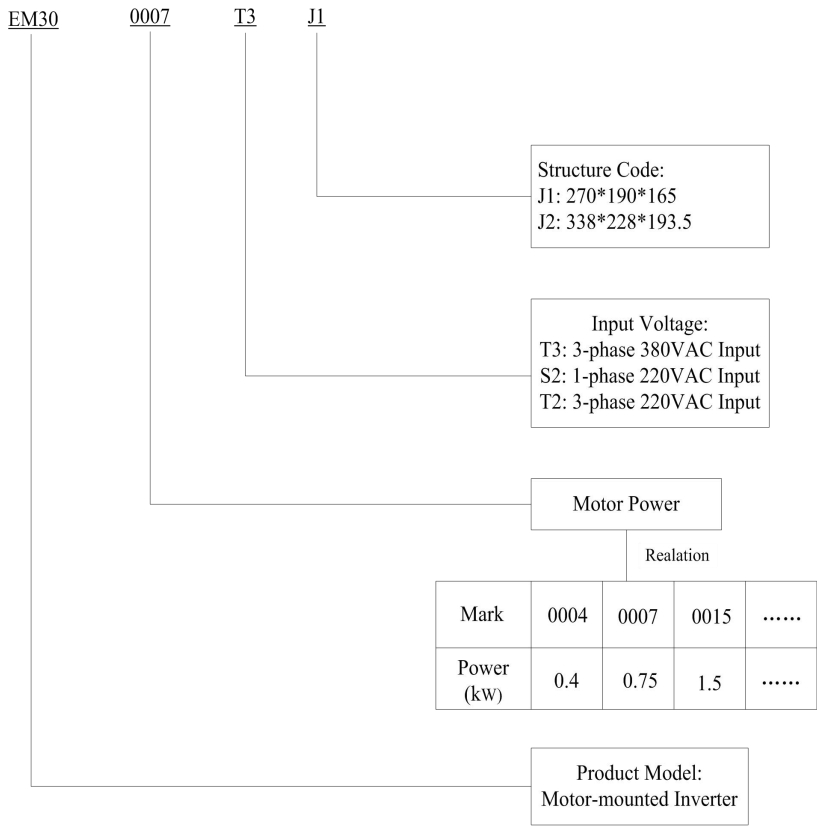 EM30 0007 T3 J1
Structure Code:
J1: 270*190*165
J2: 338*228*193.5
Input Voltage:
T3: 3-phase 380VAC Input
S2: 1-phase 220VAC Input
T2: 3-phase 220VAC Input
Motor Power
Realation
Mark 0004 0007 0015 ······
Power (kW) 0.4 0.75 1.5 ······
Product Model:
Motor-mounted Inverter